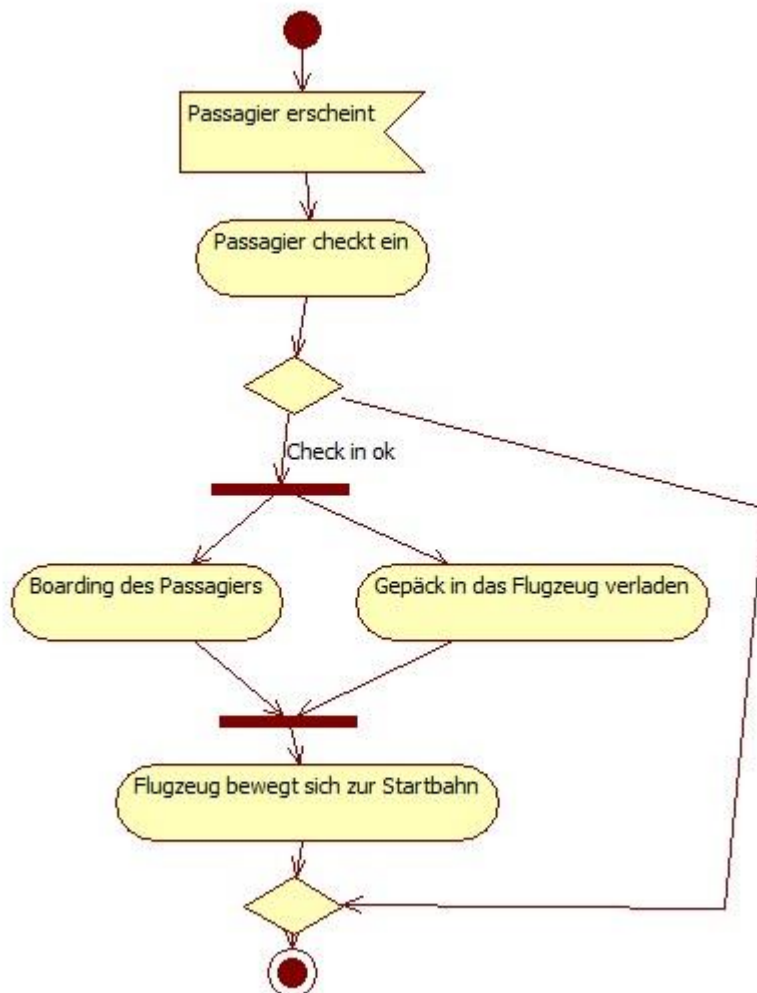 Passagier erscheint
Passagier checkt ein
Check in ok
Boarding des Passagiers
Gepäck in das Flugzeug verladen
Flugzeug bewegt sich zur Startbahn